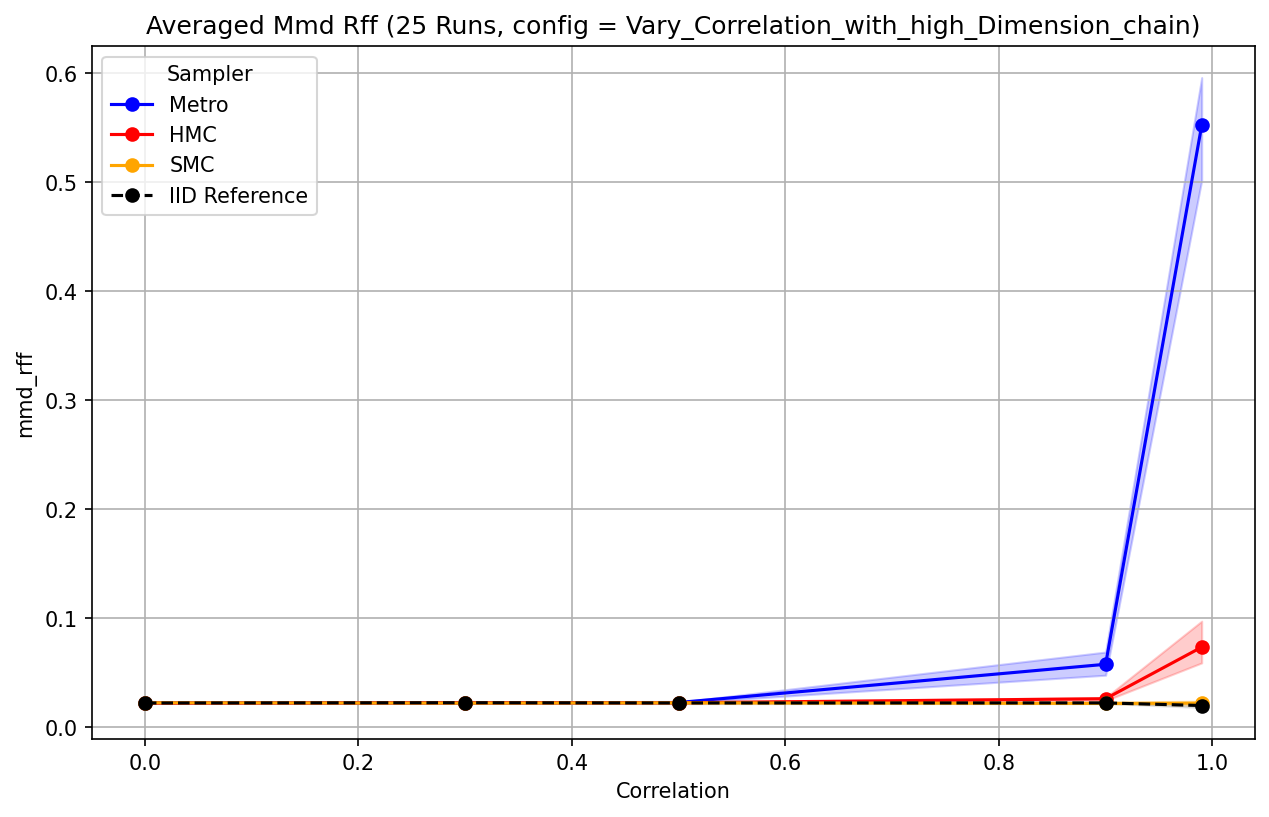 Averaged Mmd Rff (25 Runs, config = Vary_Correlation_with_high_Dimension_chain)
Sampler
Metro
HMC
SMC
IID Reference
mmd_rff
0.6
0.5
0.4
0.3
0.2
0.1
0.0
0.0 0.2 0.4 0.6 0.8 1.0
Correlation